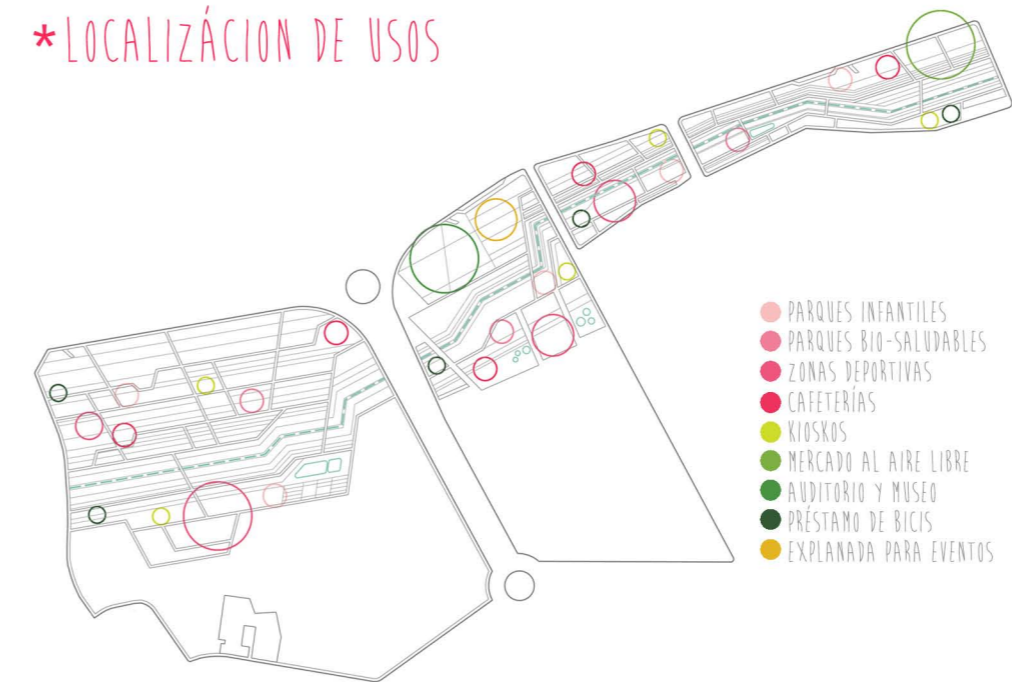 *LOCALIZÁCION DE USOS
PARQUES INFANTILES
PARQUES BIO-SALUDABLES
ZONAS DEPORTIVAS
CAFETERÍAS
KIOSKOS
MERCADO AL AIRE LIBRE
AUDITORIO Y MUSEO
PRÉSTAMO DE BICIS
EXPLANADA PARA EVENTOS